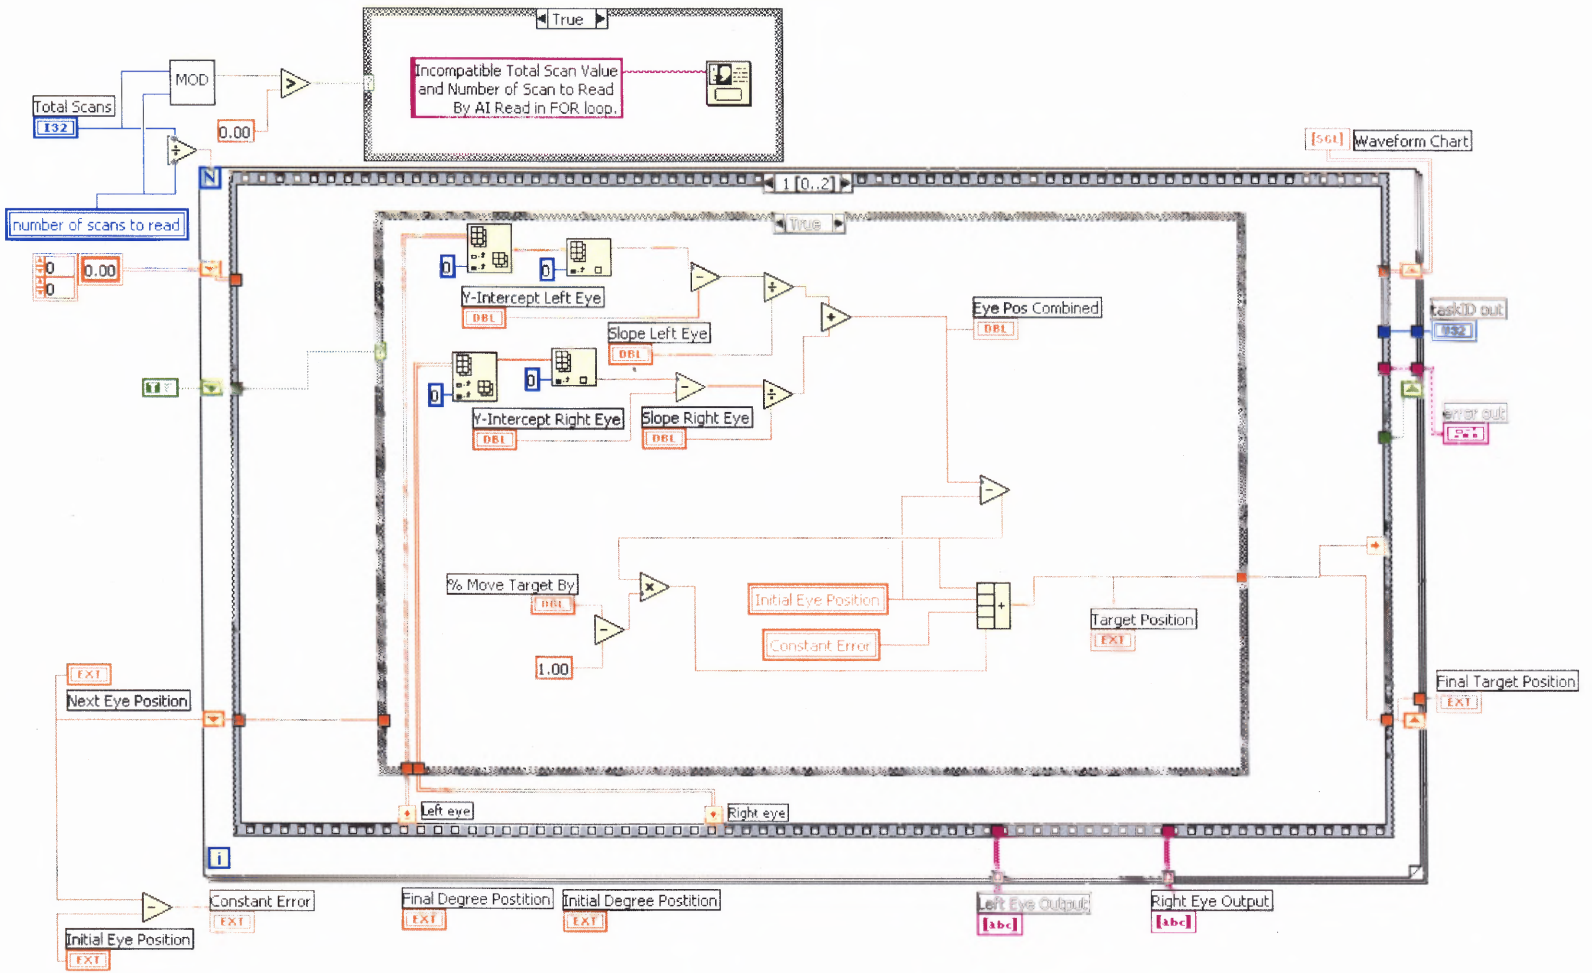 True
Incompatible Total Scan Value
and Number of Scan to Read
By AI Read in FOR loop.
MOD
>
Total Scans
I32
0.00
÷
[SGL]
Waveform Chart
N
1 [0..2]
number of scans to read
True
0
0.00
0
0
0
-
÷
Y-Intercept Left Eye
DBL
+
Eye Pos Combined
DBL
taskID out
U32
Slope Left Eye
DBL
0
0
-
÷
T F
Y-Intercept Right Eye
DBL
Slope Right Eye
DBL
error out
-
% Move Target By
DBL
x
-
1.00
Initial Eye Position
Constant Error
+
Target Position
EXT
EXT
Next Eye Position
Final Target Position
EXT
Left eye
Right eye
i
-
Constant Error
EXT
Final Degree Postition
EXT
Initial Degree Postition
EXT
Left Eye Output
[abc]
Right Eye Output
[abc]
Initial Eye Position
EXT